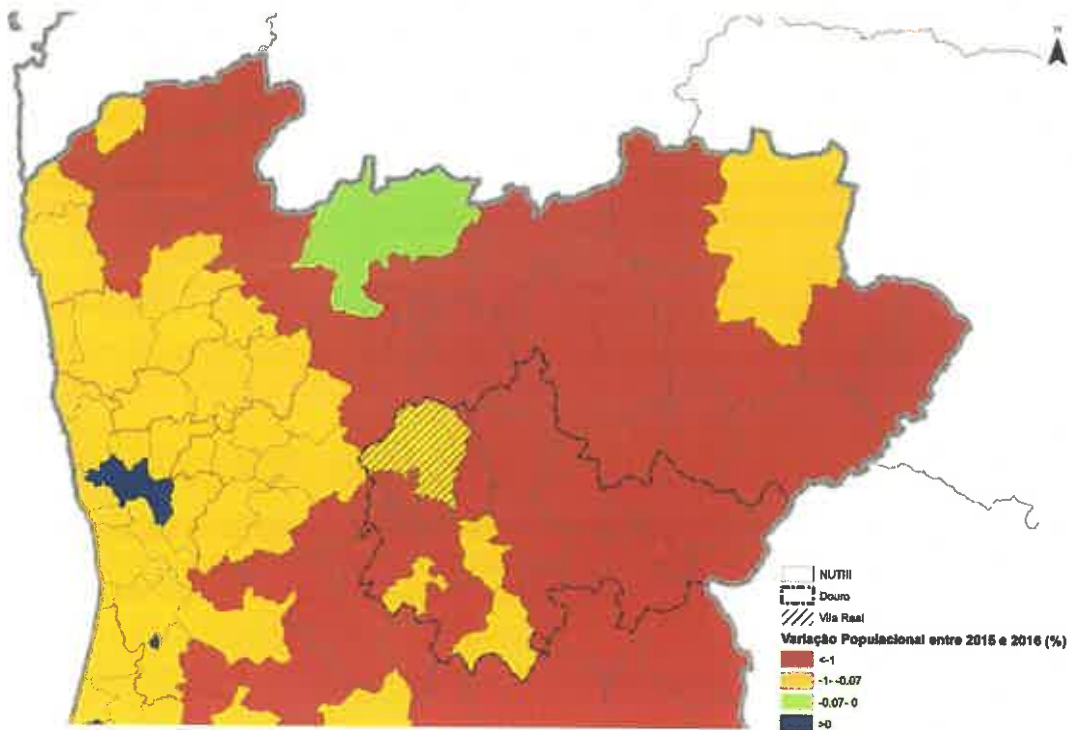 N
NUTIII
Douro
Vila Real
Variação Populacional entre 2015 e 2016 (%)
<-1
-1- -0.07
-0.07- 0
>0